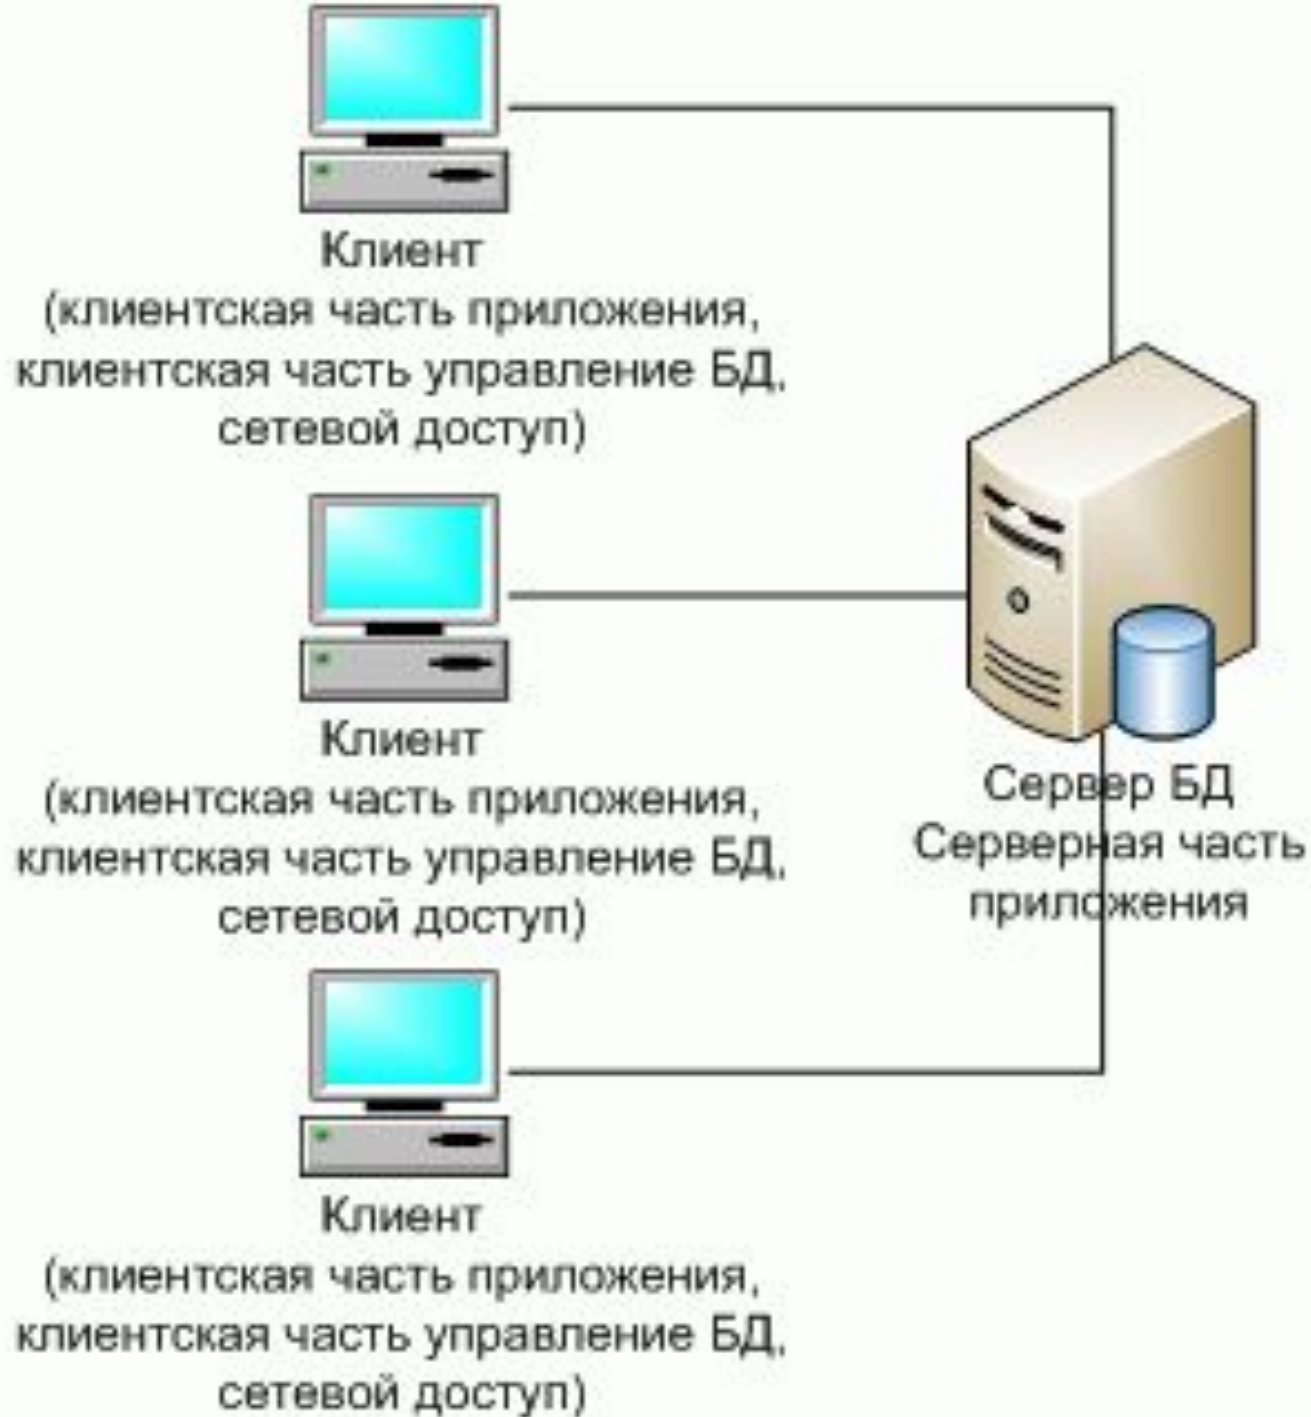 Клиент
(клиентская часть приложения,
клиентская часть управление БД,
сетевой доступ)
Клиент
(клиентская часть приложения,
клиентская часть управление БД,
сетевой доступ)
Сервер БД
Серверная часть
приложения
Клиент
(клиентская часть приложения,
клиентская часть управление БД,
сетевой доступ)